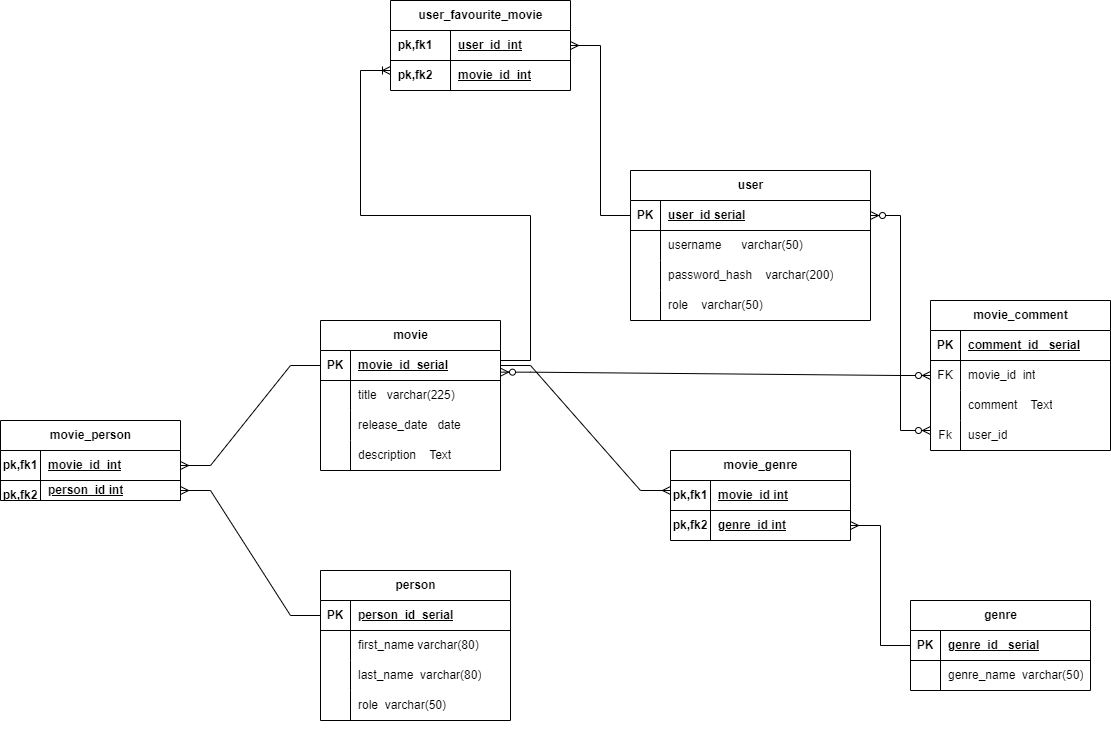 user_favourite_movie
pk,fk1 user_id int
pk,fk2 movie_id int
user
PK user_id serial
username varchar(50)
password_hash varchar(200)
role varchar(50)
movie_comment
PK comment_id serial
FK movie_id int
comment Text
Fk user_id
movie
PK movie_id serial
title varchar(225)
release_date date
description Text
movie_person
pk,fk1 movie_id int
pk,fk2 person_id int
movie_genre
pk,fk1 movie_id int
pk,fk2 genre_id int
person
PK person_id serial
first_name varchar(80)
last_name varchar(80)
role varchar(50)
genre
PK genre_id serial
genre_name varchar(50)